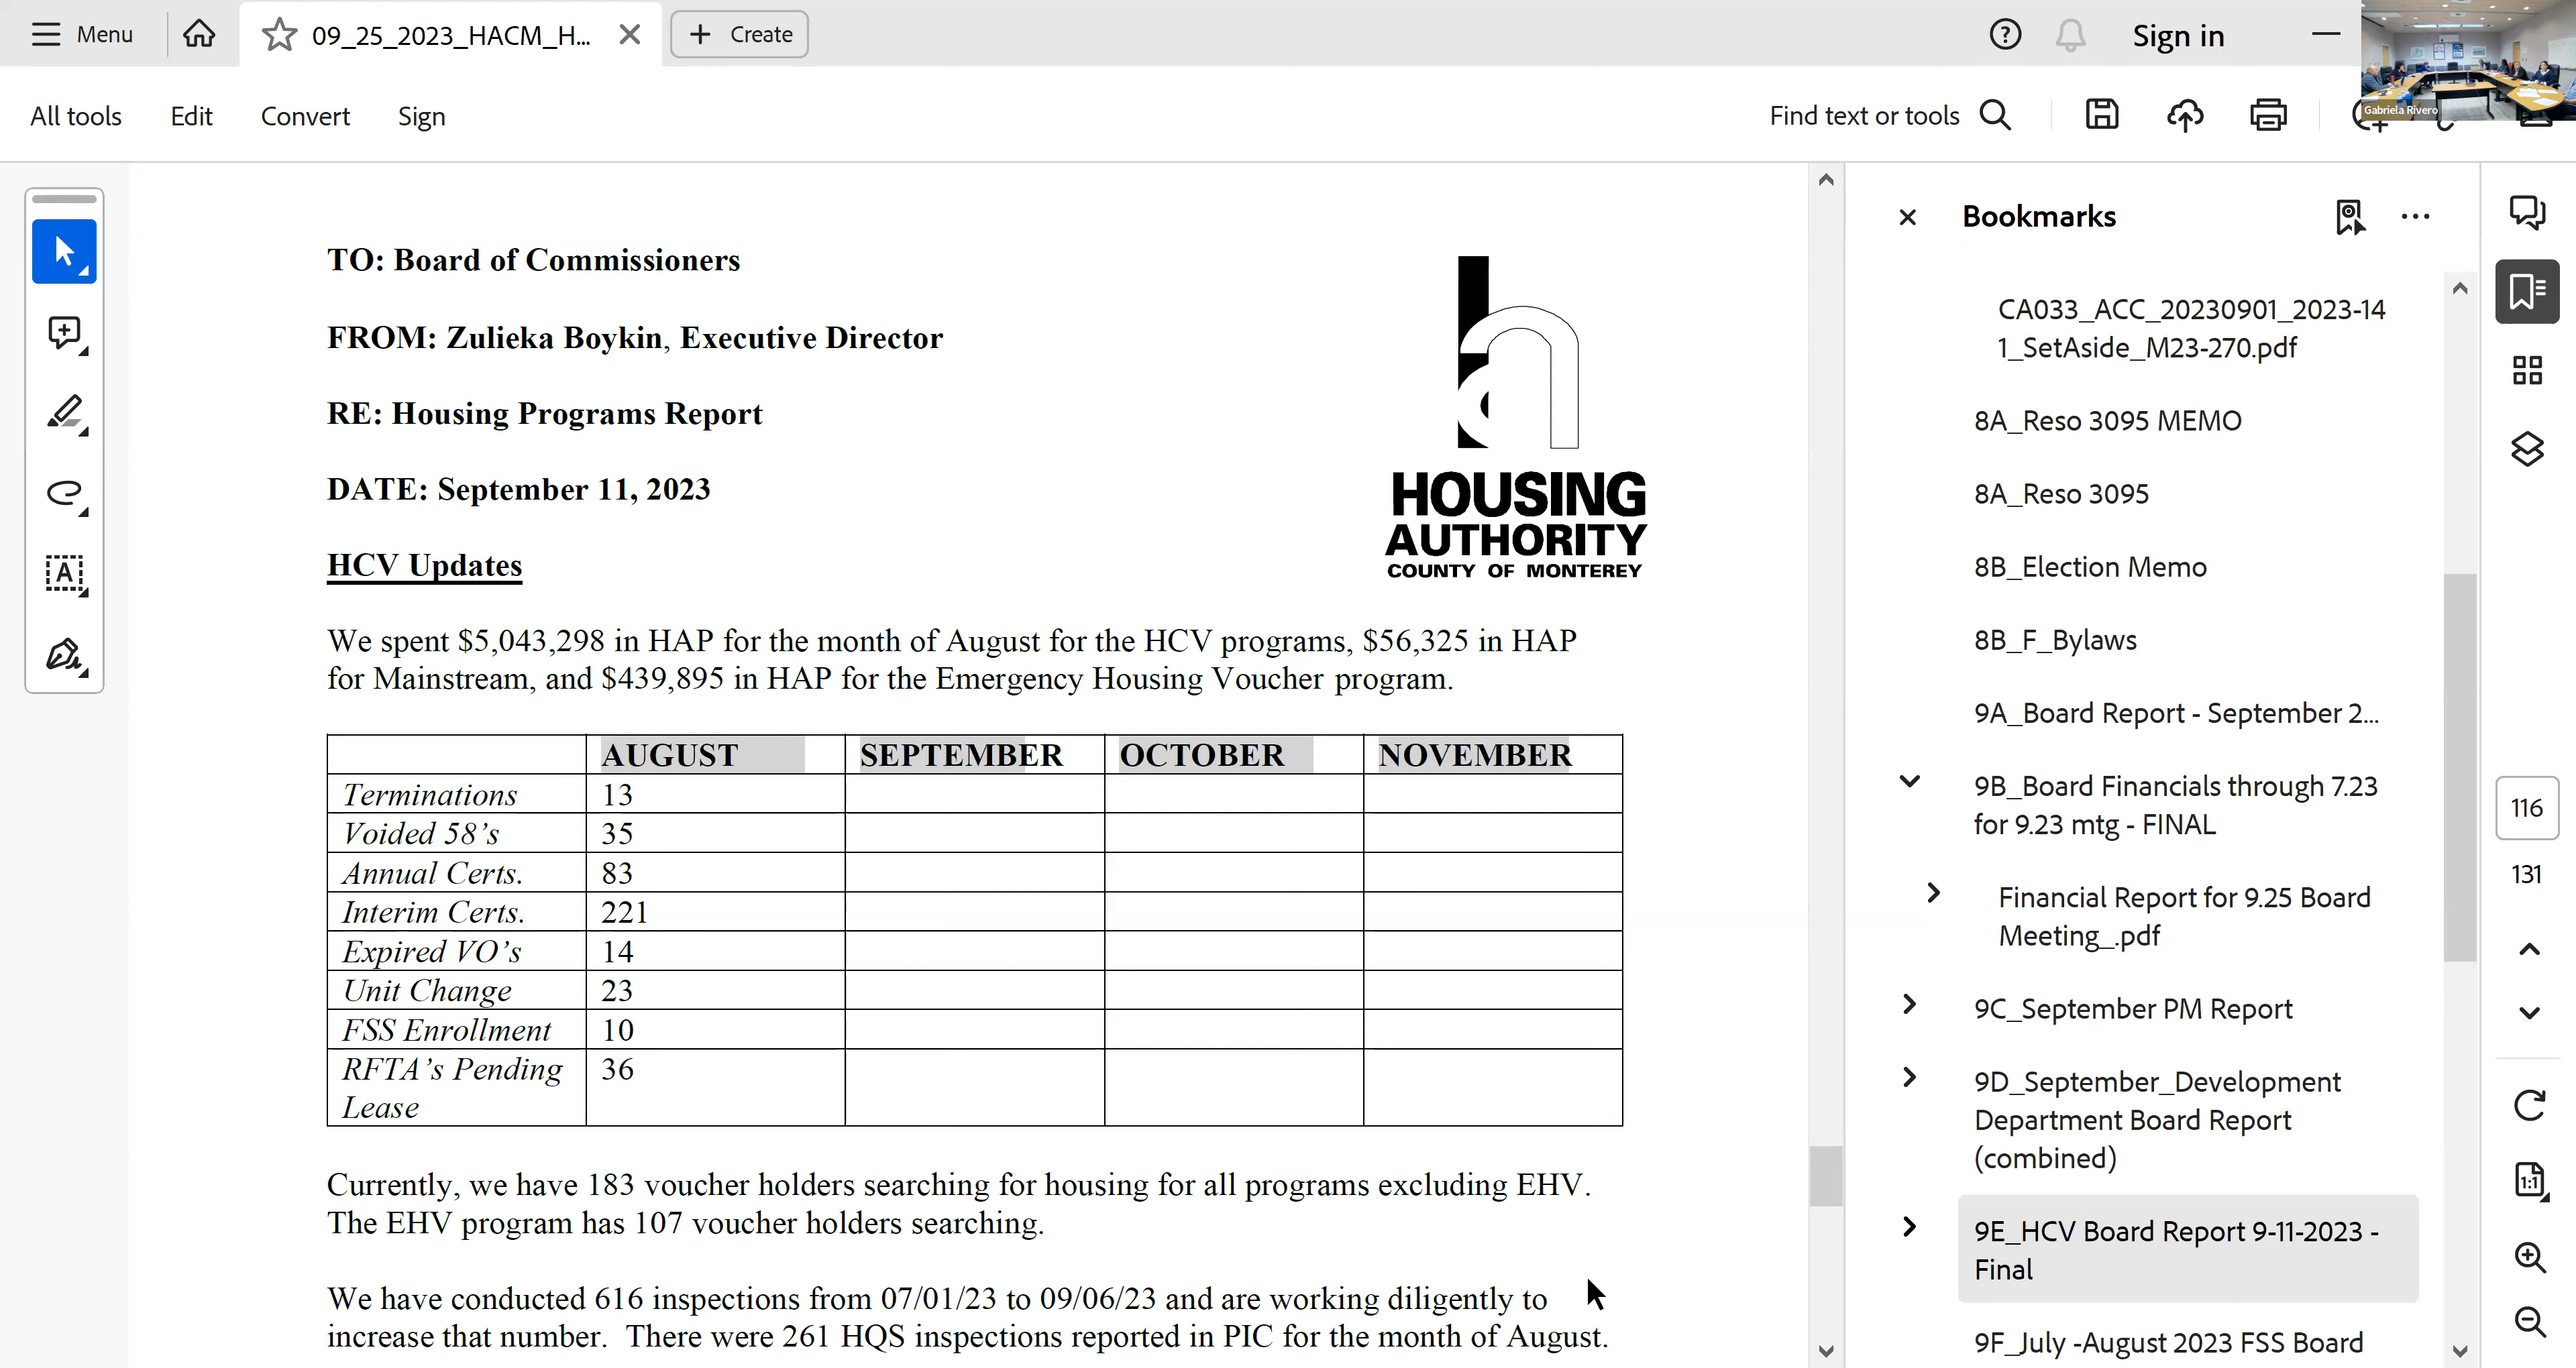 Menu
09_25_2023_HACM_H...
Create
Sign in
All tools
Edit
Convert
Sign
Find text or tools
Gabriela Rivero
TO: Board of Commissioners
FROM: Zulieka Boykin, Executive Director
RE: Housing Programs Report
DATE: September 11, 2023
HCV Updates
HOUSING
AUTHORITY
COUNTY OF MONTEREY
We spent $5,043,298 in HAP for the month of August for the HCV programs, $56,325 in HAP
for Mainstream, and $439,895 in HAP for the Emergency Housing Voucher program.
AUGUST SEPTEMBER OCTOBER NOVEMBER
Terminations 13
Voided 58's 35
Annual Certs. 83
Interim Certs. 221
Expired VO's 14
Unit Change 23
FSS Enrollment 10
RFTA's Pending 36
Lease
Currently, we have 183 voucher holders searching for housing for all programs excluding EHV.
The EHV program has 107 voucher holders searching.
We have conducted 616 inspections from 07/01/23 to 09/06/23 and are working diligently to
increase that number.  There were 261 HQS inspections reported in PIC for the month of August.
Bookmarks
CA033_ACC_20230901_2023-14
1_SetAside_M23-270.pdf
8A_Reso 3095 MEMO
8A_Reso 3095
8B_Election Memo
8B_F_Bylaws
9A_Board Report - September 2...
9B_Board Financials through 7.23
for 9.23 mtg - FINAL
Financial Report for 9.25 Board
Meeting_.pdf
9C_September PM Report
9D_September_Development
Department Board Report
(combined)
9E_HCV Board Report 9-11-2023 -
Final
9F_July -August 2023 FSS Board
116
131
1:1